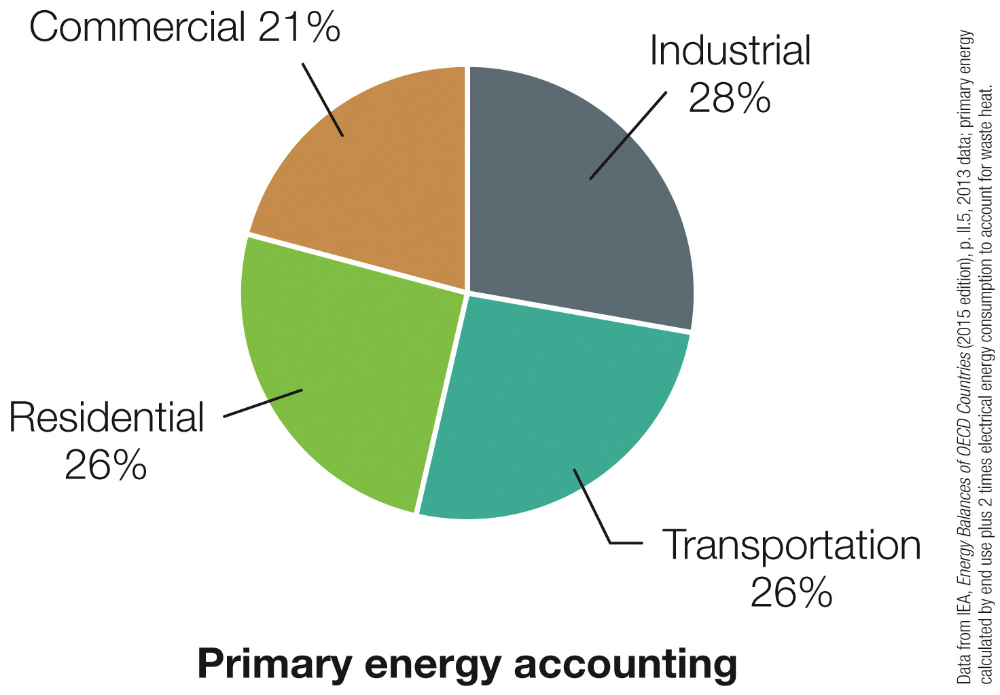 Commercial 21%
Industrial
28%
Residential
26%
Transportation
26%
Primary energy accounting
Data from IEA, Energy Balances of OECD Countries (2015 edition), p. II.5, 2013 data; primary energy
calculated by end use plus 2 times electrical energy consumption to account for waste heat.